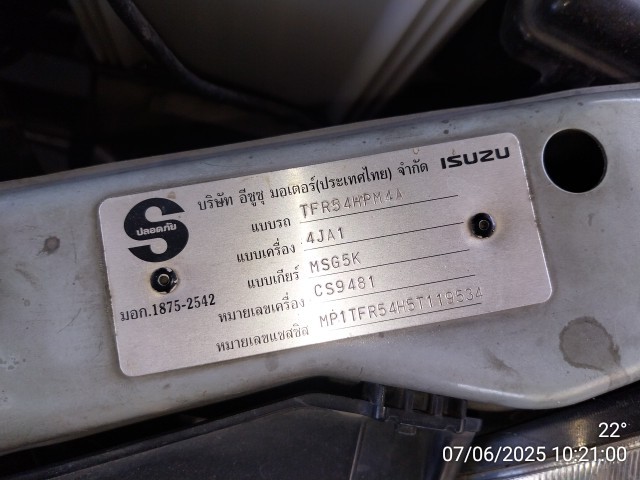 บริษัท อีซูซุ มอเตอร์(ประเทศไทย) จำกัด ISUZU
S
ปลอดภัย
มอก.1875-2542
แบบรถ TFR54HPM4A
แบบเครื่อง 4JA1
แบบเกียร์ MSG5K
หมายเลขเครื่อง CS9481
หมายเลขแชสซีส MP1TFR54H5T119534
22°
07/06/2025 10:21:00